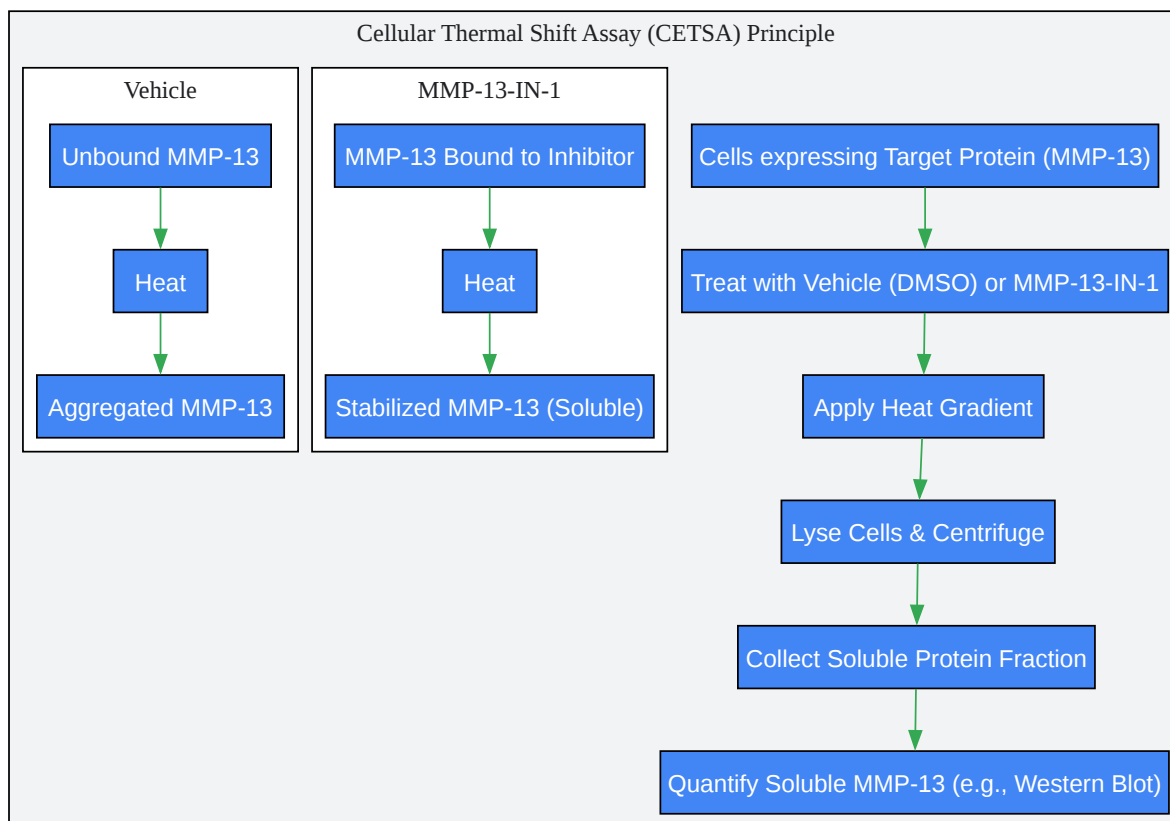 Cellular Thermal Shift Assay (CETSA) Principle
Vehicle
Unbound MMP-13
Heat
Aggregated MMP-13
MMP-13-IN-1
MMP-13 Bound to Inhibitor
Heat
Stabilized MMP-13 (Soluble)
Cells expressing Target Protein (MMP-13)
Treat with Vehicle (DMSO) or MMP-13-IN-1
Apply Heat Gradient
Lyse Cells & Centrifuge
Collect Soluble Protein Fraction
Quantify Soluble MMP-13 (e.g., Western Blot)